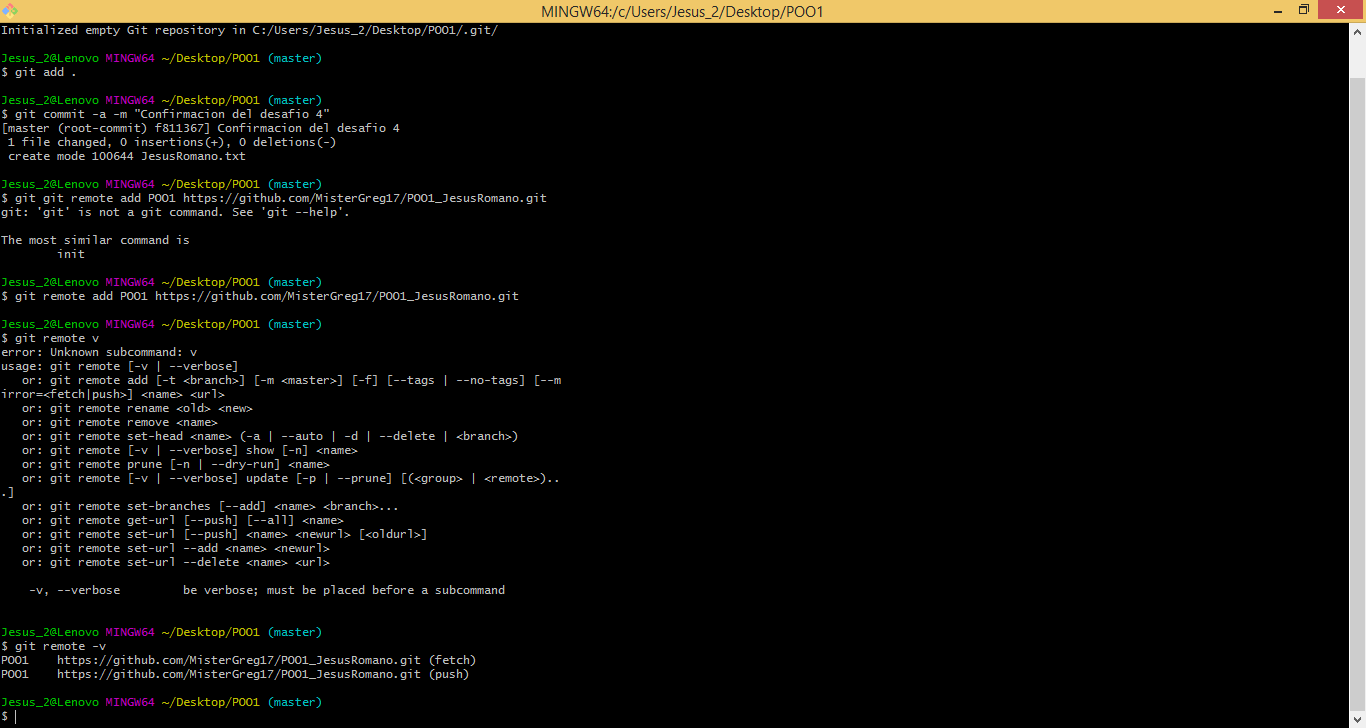 MINGW64:/c/Users/Jesus_2/Desktop/POO1
Initialized empty Git repository in C:/Users/Jesus_2/Desktop/POO1/.git/
Jesus_2@Lenovo MINGW64 ~/Desktop/POO1 (master)
$ git add .
Jesus_2@Lenovo MINGW64 ~/Desktop/POO1 (master)
$ git commit -a -m "Confirmacion del desafio 4"
[master (root-commit) f811367] Confirmacion del desafio 4
 1 file changed, 0 insertions(+), 0 deletions(-)
 create mode 100644 JesusRomano.txt
Jesus_2@Lenovo MINGW64 ~/Desktop/POO1 (master)
$ git git remote add POO1 https://github.com/MisterGreg17/POO1_JesusRomano.git
git: 'git' is not a git command. See 'git --help'.
The most similar command is
        init
Jesus_2@Lenovo MINGW64 ~/Desktop/POO1 (master)
$ git remote add POO1 https://github.com/MisterGreg17/POO1_JesusRomano.git
Jesus_2@Lenovo MINGW64 ~/Desktop/POO1 (master)
$ git remote v
error: Unknown subcommand: v
usage: git remote [-v | --verbose]
   or: git remote add [-t <branch>] [-m <master>] [-f] [--tags | --no-tags] [--m
irror=<fetch|push>] <name> <url>
   or: git remote rename <old> <new>
   or: git remote remove <name>
   or: git remote set-head <name> (-a | --auto | -d | --delete | <branch>)
   or: git remote [-v | --verbose] show [-n] <name>
   or: git remote prune [-n | --dry-run] <name>
   or: git remote [-v | --verbose] update [-p | --prune] [(<group> | <remote>)..
.]
   or: git remote set-branches [--add] <name> <branch>...
   or: git remote get-url [--push] [--all] <name>
   or: git remote set-url [--push] <name> <newurl> [<oldurl>]
   or: git remote set-url --add <name> <newurl>
   or: git remote set-url --delete <name> <url>
    -v, --verbose         be verbose; must be placed before a subcommand
Jesus_2@Lenovo MINGW64 ~/Desktop/POO1 (master)
$ git remote -v
POO1    https://github.com/MisterGreg17/POO1_JesusRomano.git (fetch)
POO1    https://github.com/MisterGreg17/POO1_JesusRomano.git (push)
Jesus_2@Lenovo MINGW64 ~/Desktop/POO1 (master)
$